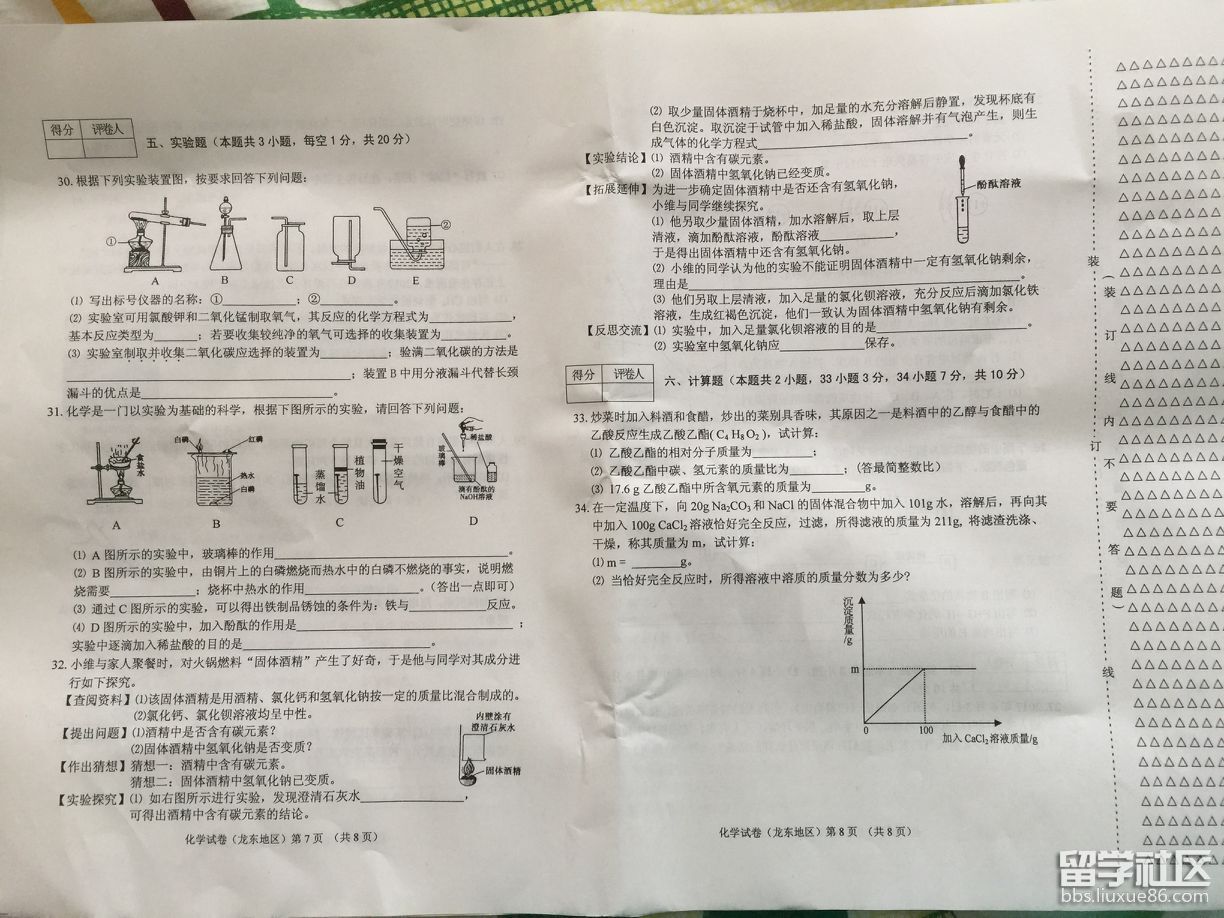 得分 评卷人
五、实验题（本题共3小题，每空1分，共20分）
30.根据下列实验装置图，按要求回答下列问题：
① ②
A B C D E
(1) 写出标号仪器的名称：①；②。
(2) 实验室可用氯酸钾和二氧化锰制取氧气，其反应的化学方程式为，
基本反应类型为；若要收集较纯净的氧气可选择的收集装置为。
(3) 实验室制取并收集二氧化碳应选择的装置为；验满二氧化碳的方法是
；装置B中用分液漏斗代替长颈
漏斗的优点是。
31.化学是一门以实验为基础的科学，根据下图所示的实验，请回答下列问题：
食盐水
白磷 红磷
热水
白磷
蒸馏水
植物油
干燥空气
玻璃棒
稀盐酸
滴有酚酞的
NaOH溶液
A B C D
(1) A图所示的实验中，玻璃棒的作用。
(2) B图所示的实验中，由铜片上的白磷燃烧而热水中的白磷不燃烧的事实，说明燃
烧需要；烧杯中热水的作用。（答出一点即可）
(3) 通过C图所示的实验，可以得出铁制品锈蚀的条件为：铁与反应。
(4) D图所示的实验中，加入酚酞的作用是；
实验中逐滴加入稀盐酸的目的是。
32.小维与家人聚餐时，对火锅燃料“固体酒精”产生了好奇，于是他与同学对其成分进
行如下探究。
【查阅资料】(1)该固体酒精是用酒精、氯化钙和氢氧化钠按一定的质量比混合制成的。
(2)氯化钙、氯化钡溶液均呈中性。
【提出问题】(1)酒精中是否含有碳元素？
(2)固体酒精中氢氧化钠是否变质？
【作出猜想】猜想一：酒精中含有碳元素。
猜想二：固体酒精中氢氧化钠已变质。
【实验探究】(1) 如右图所示进行实验，发现澄清石灰水，
可得出酒精中含有碳元素的结论。
内壁涂有
澄清石灰水
固体酒精
化学试卷（龙东地区）第7页 （共8页）
(2) 取少量固体酒精于烧杯中，加足量的水充分溶解后静置，发现杯底有
白色沉淀。取沉淀于试管中加入稀盐酸，固体溶解并有气泡产生，则生
成气体的化学方程式。
【实验结论】(1) 酒精中含有碳元素。
(2) 固体酒精中氢氧化钠已经变质。
【拓展延伸】为进一步确定固体酒精中是否还含有氢氧化钠，
小维与同学继续探究。
(1) 他另取少量固体酒精，加水溶解后，取上层
清液，滴加酚酞溶液，酚酞溶液，
于是得出固体酒精中还含有氢氧化钠。
酚酞溶液
(2) 小维的同学认为他的实验不能证明固体酒精中一定有氢氧化钠剩余，
理由是。
(3) 他们另取上层清液，加入足量的氯化钡溶液，充分反应后滴加氯化铁
溶液，生成红褐色沉淀，他们一致认为固体酒精中氢氧化钠有剩余。
【反思交流】(1) 实验中，加入足量氯化钡溶液的目的是。
(2) 实验室中氢氧化钠应保存。
得分 评卷人
六、计算题（本题共2小题，33小题3分，34小题7分，共10分）
33.炒菜时加入料酒和食醋，炒出的菜别具香味，其原因之一是料酒中的乙醇与食醋中的
乙酸反应生成乙酸乙酯( C₄ H₈ O₂ )，试计算：
(1) 乙酸乙酯的相对分子质量为；
(2) 乙酸乙酯中碳、氢元素的质量比为；（答最简整数比）
(3) 17.6 g 乙酸乙酯中所含氧元素的质量为g。
34.在一定温度下，向20g Na₂CO₃和NaCl的固体混合物中加入101g水，溶解后，再向其
中加入100g CaCl₂溶液恰好完全反应，过滤，所得滤液的质量为211g, 将滤渣洗涤、
干燥，称其质量为m，试计算：
(1) m = g。
(2) 当恰好完全反应时，所得溶液中溶质的质量分数为多少？
沉淀质量/g
m
0 100
加入CaCl₂溶液质量/g
化学试卷（龙东地区）第8页 （共8页）
装 订 线
（装订线内不要答题）
留学社区
bbs.liuxue86.com